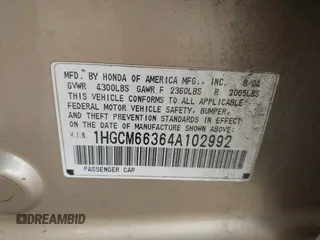 MFD. BY HONDA OF AMERICA MFG., INC. 8/04
GVWR 4300LBS GAWR F 2360LBS R 2005LBS
THIS VEHICLE CONFORMS TO ALL APPLICABLE
FEDERAL MOTOR VEHICLE SAFETY, BUMPER,
AND THEFT PREVENTION STANDARDS IN EFFECT ON
THE DATE OF MANUFACTURE SHOWN ABOVE.
V.I.N. 1HGCM66364A102992
PASSENGER CAR
DREAMBID